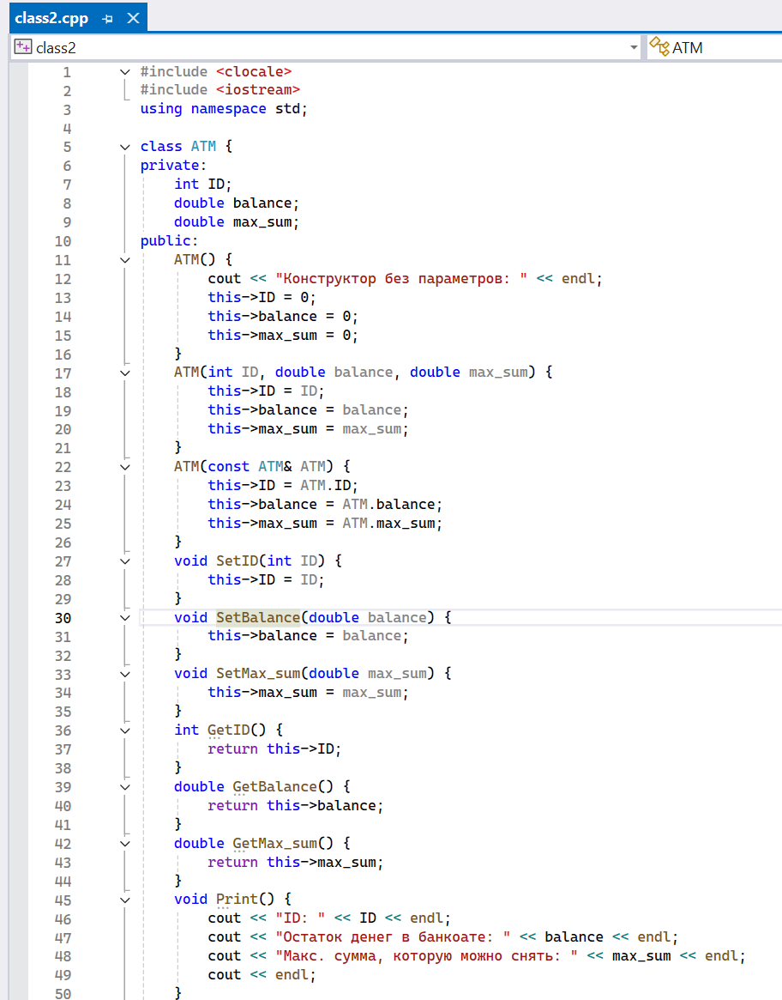 class2.cpp
class2 ATM
1 #include <clocale>
2 #include <iostream>
3 using namespace std;
4
5 class ATM {
6 private:
7 int ID;
8 double balance;
9 double max_sum;
10 public:
11 ATM() {
12 cout << "Конструктор без параметров: " << endl;
13 this->ID = 0;
14 this->balance = 0;
15 this->max_sum = 0;
16 }
17 ATM(int ID, double balance, double max_sum) {
18 this->ID = ID;
19 this->balance = balance;
20 this->max_sum = max_sum;
21 }
22 ATM(const ATM& ATM) {
23 this->ID = ATM.ID;
24 this->balance = ATM.balance;
25 this->max_sum = ATM.max_sum;
26 }
27 void SetID(int ID) {
28 this->ID = ID;
29 }
30 void SetBalance(double balance) {
31 this->balance = balance;
32 }
33 void SetMax_sum(double max_sum) {
34 this->max_sum = max_sum;
35 }
36 int GetID() {
37 return this->ID;
38 }
39 double GetBalance() {
40 return this->balance;
41 }
42 double GetMax_sum() {
43 return this->max_sum;
44 }
45 void Print() {
46 cout << "ID: " << ID << endl;
47 cout << "Остаток денег в банкоате: " << balance << endl;
48 cout << "Макс. сумма, которую можно снять: " << max_sum << endl;
49 cout << endl;
50 }